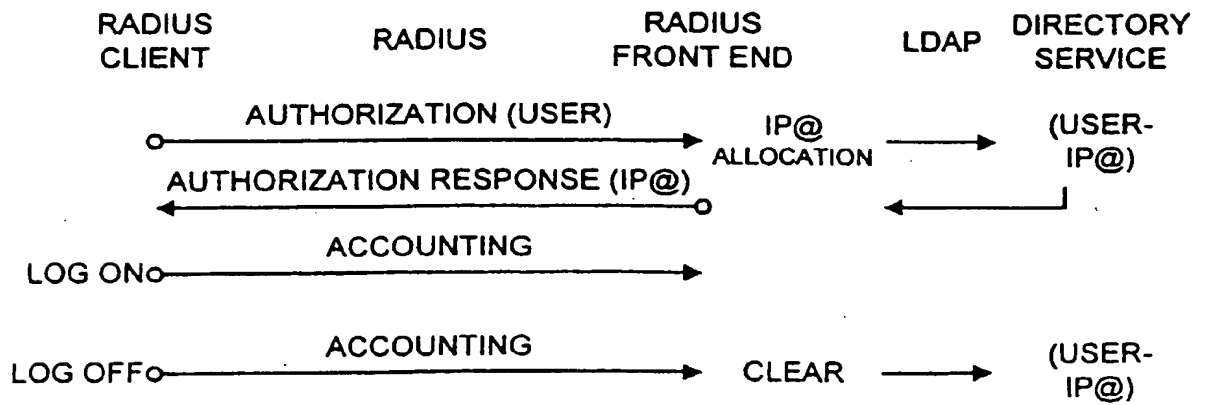 RADIUS CLIENT
RADIUS
RADIUS FRONT END
LDAP
DIRECTORY SERVICE
AUTHORIZATION (USER)
IP@ ALLOCATION
(USER-IP@)
AUTHORIZATION RESPONSE (IP@)
LOG ON
ACCOUNTING
LOG OFF
ACCOUNTING
CLEAR
(USER-IP@)